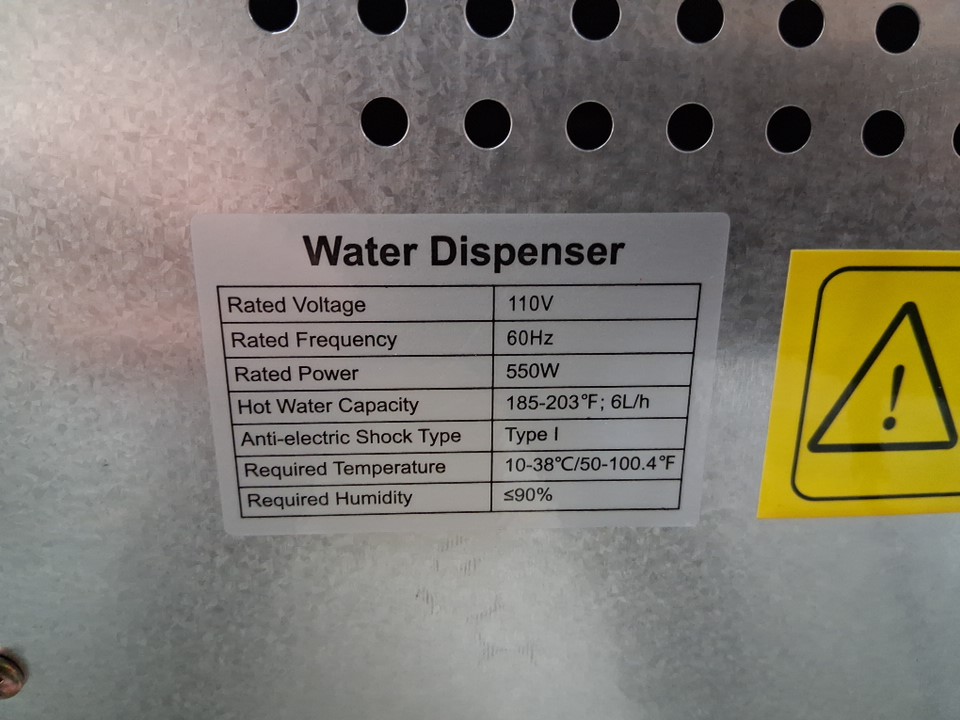 Water Dispenser
Rated Voltage 110V
Rated Frequency 60Hz
Rated Power 550W
Hot Water Capacity 185-203℉; 6L/h
Anti-electric Shock Type Type I
Required Temperature 10-38℃/50-100.4℉
Required Humidity ≤90%
!